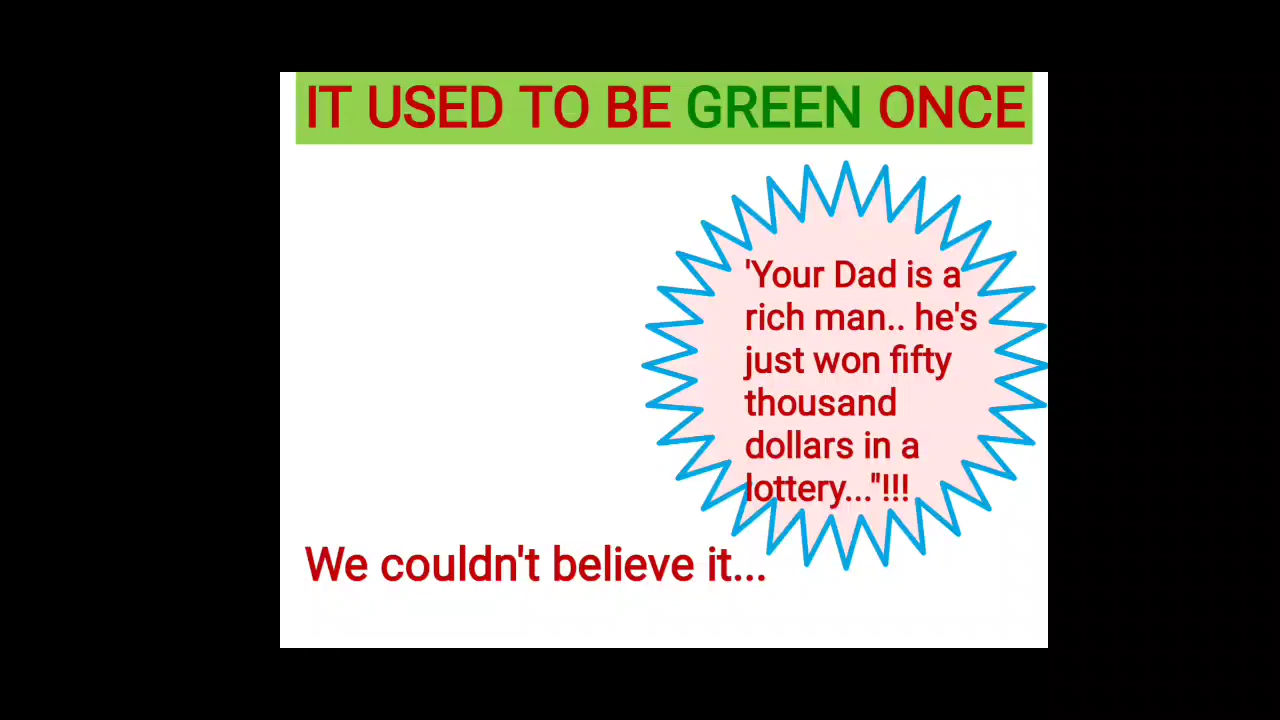 IT USED TO BE GREEN ONCE
'Your Dad is a
rich man.. he's
just won fifty
thousand
dollars in a
lottery..."!!!
We couldn't believe it...